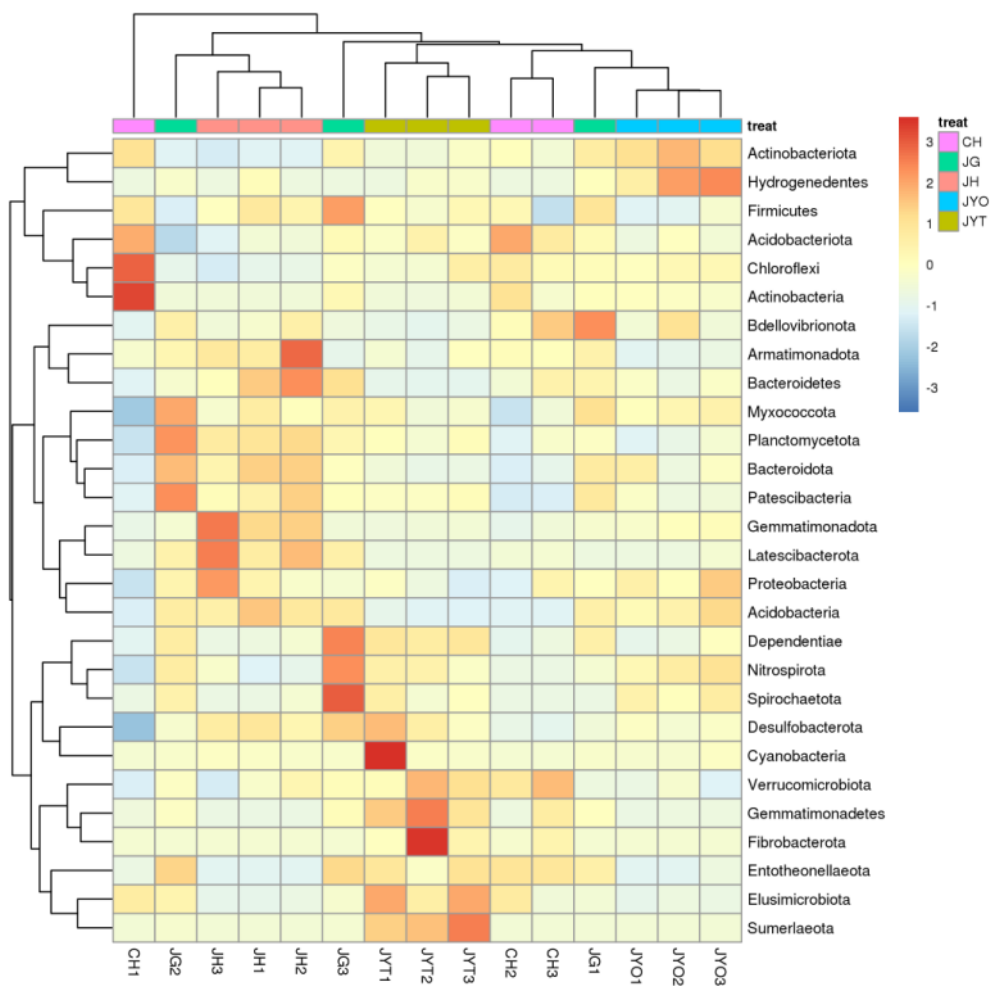 treat
Actinobacteriota
Hydrogenedentes
Firmicutes
Acidobacteriota
Chloroflexi
Actinobacteria
Bdellovibrionota
Armatimonadota
Bacteroidetes
Myxococcota
Planctomycetota
Bacteroidota
Patescibacteria
Gemmatimonadota
Latescibacterota
Proteobacteria
Acidobacteria
Dependentiae
Nitrospirota
Spirochaetota
Desulfobacterota
Cyanobacteria
Verrucomicrobiota
Gemmatimonadetes
Fibrobacterota
Entotheonellaeota
Elusimicrobiota
Sumerlaeota
CH1 JG2 JH3 JH1 JH2 JG3 JYT1 JYT2 JYT3 CH2 CH3 JG1 JYO1 JYO2 JYO3
3
2
1
0
-1
-2
-3
treat
CH
JG
JH
JYO
JYT